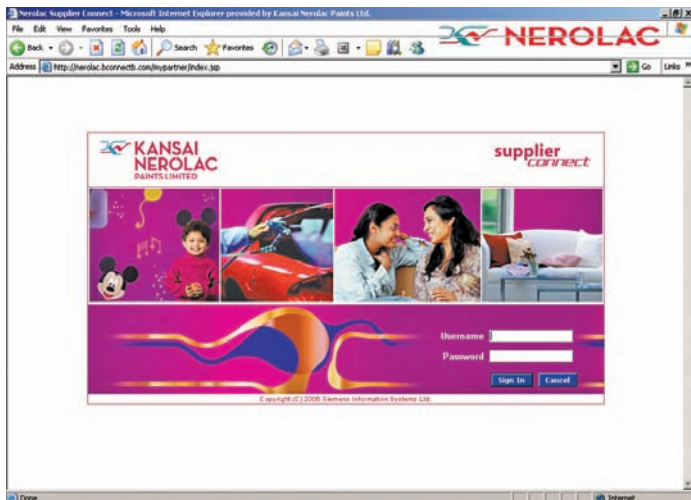 Nerolac Supplier Connect - Microsoft Internet Explorer provided by Kansai Nerolac Paints Ltd.
File Edit View Favorites Tools Help
Back Search Favorites
NEROLAC
Address http://nerolac.bconnectb.com/mypartner/index.jsp Go Links »
KANSAI
NEROLAC
PAINTS LIMITED
supplier
connect
Username
Password
Sign In Cancel
Copyright (C) 2006 Siemens Information Systems Ltd.
Done Internet